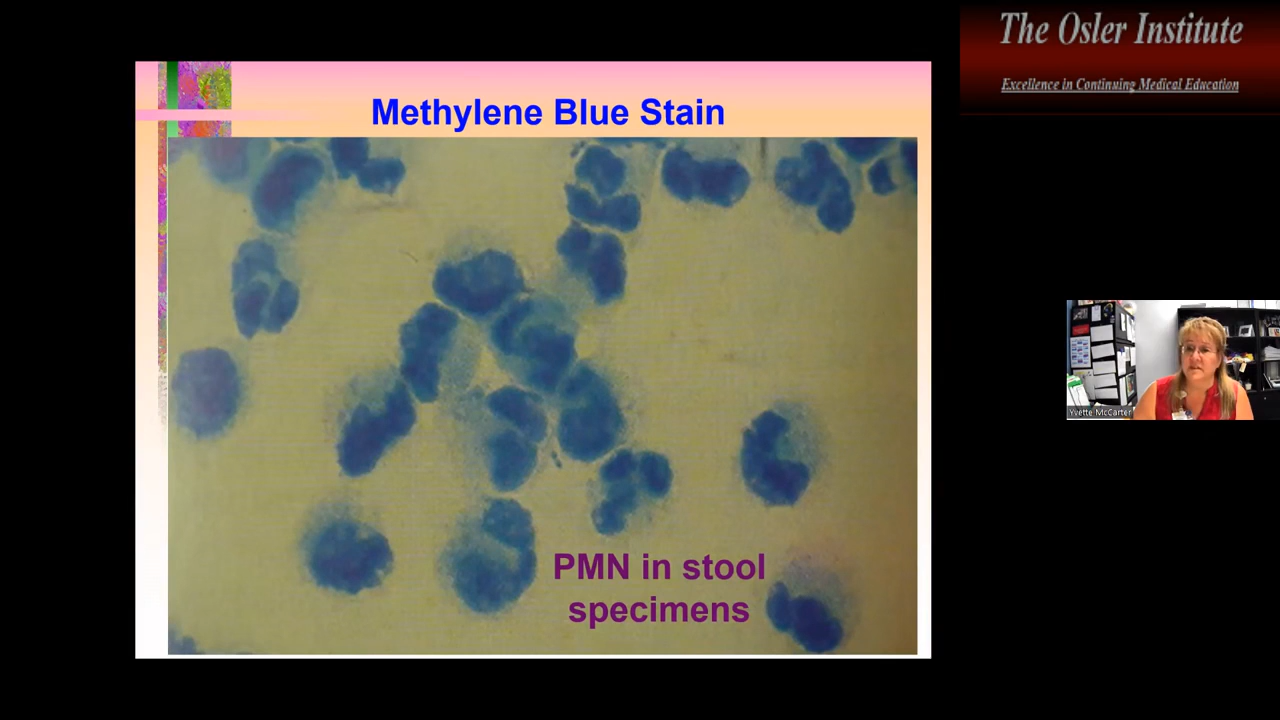 The Osler Institute
Excellence in Continuing Medical Education
Methylene Blue Stain
PMN in stool
specimens
Yvette McCarter